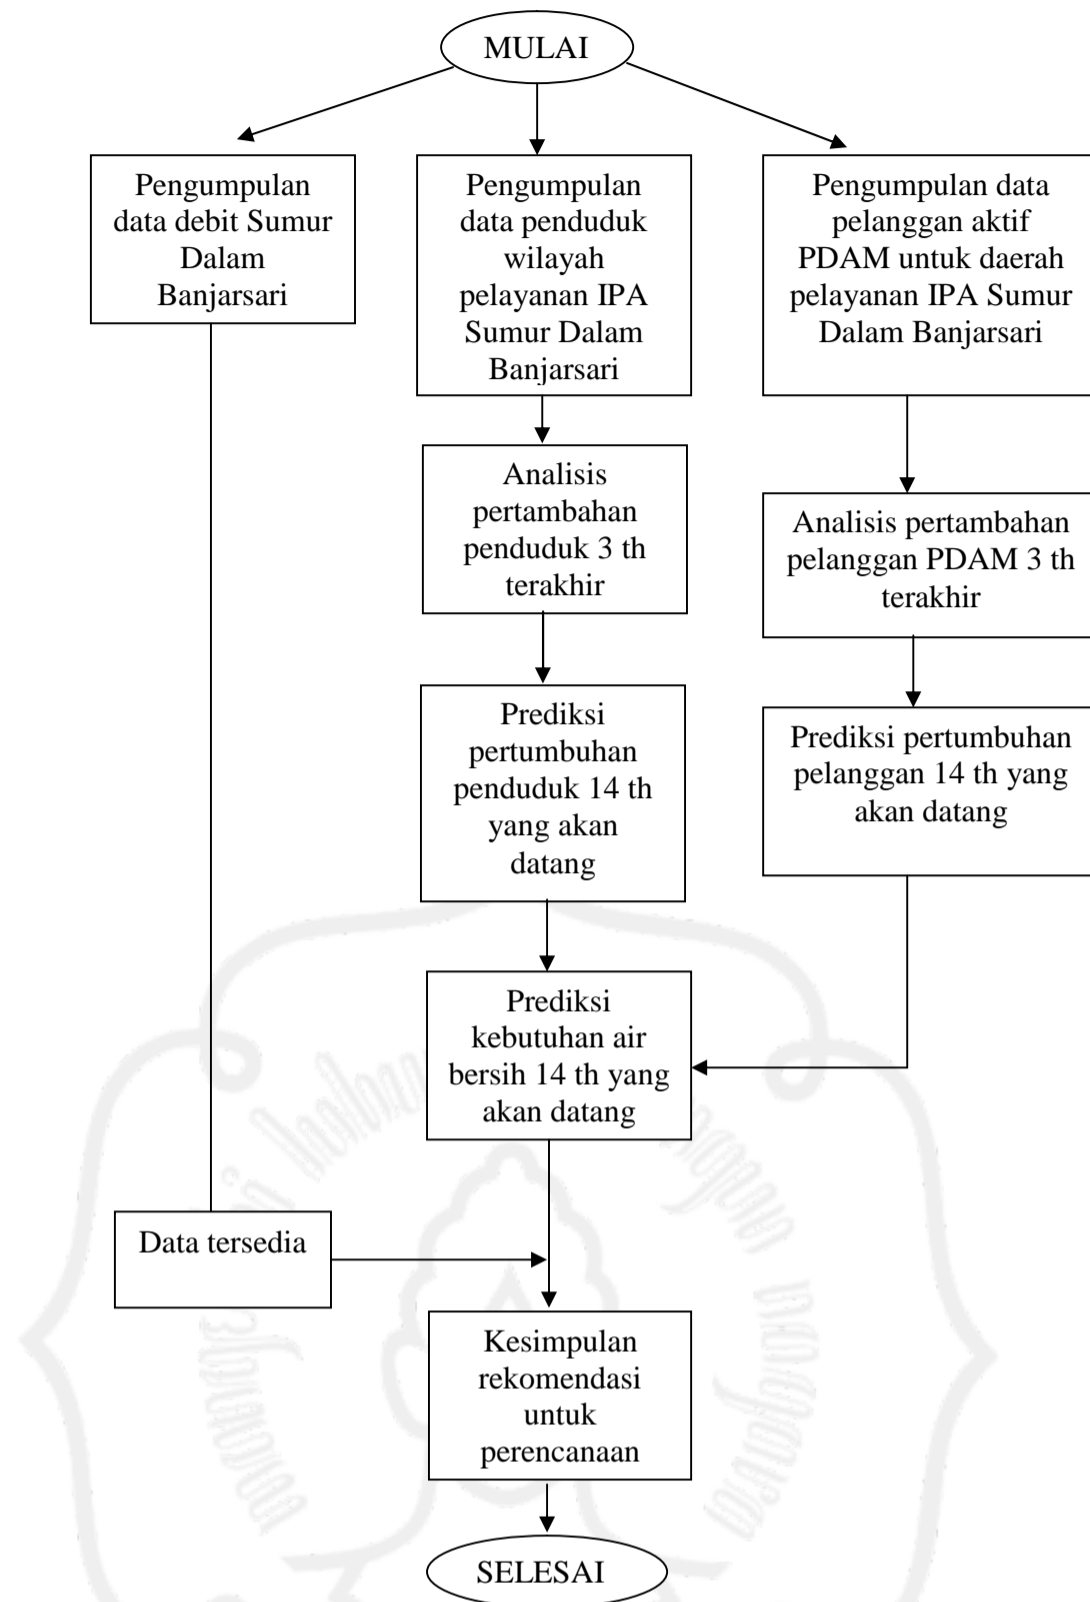 MULAI
Pengumpulan
data debit Sumur
Dalam
Banjarsari
Pengumpulan
data penduduk
wilayah
pelayanan IPA
Sumur Dalam
Banjarsari
Pengumpulan data
pelanggan aktif
PDAM untuk daerah
pelayanan IPA Sumur
Dalam Banjarsari
Analisis
pertambahan
penduduk 3 th
terakhir
Analisis pertambahan
pelanggan PDAM 3 th
terakhir
Prediksi
pertumbuhan
penduduk 14 th
yang akan
datang
Prediksi pertumbuhan
pelanggan 14 th yang
akan datang
Prediksi
kebutuhan air
bersih 14 th yang
akan datang
Data tersedia
Kesimpulan
rekomendasi
untuk
perencanaan
SELESAI